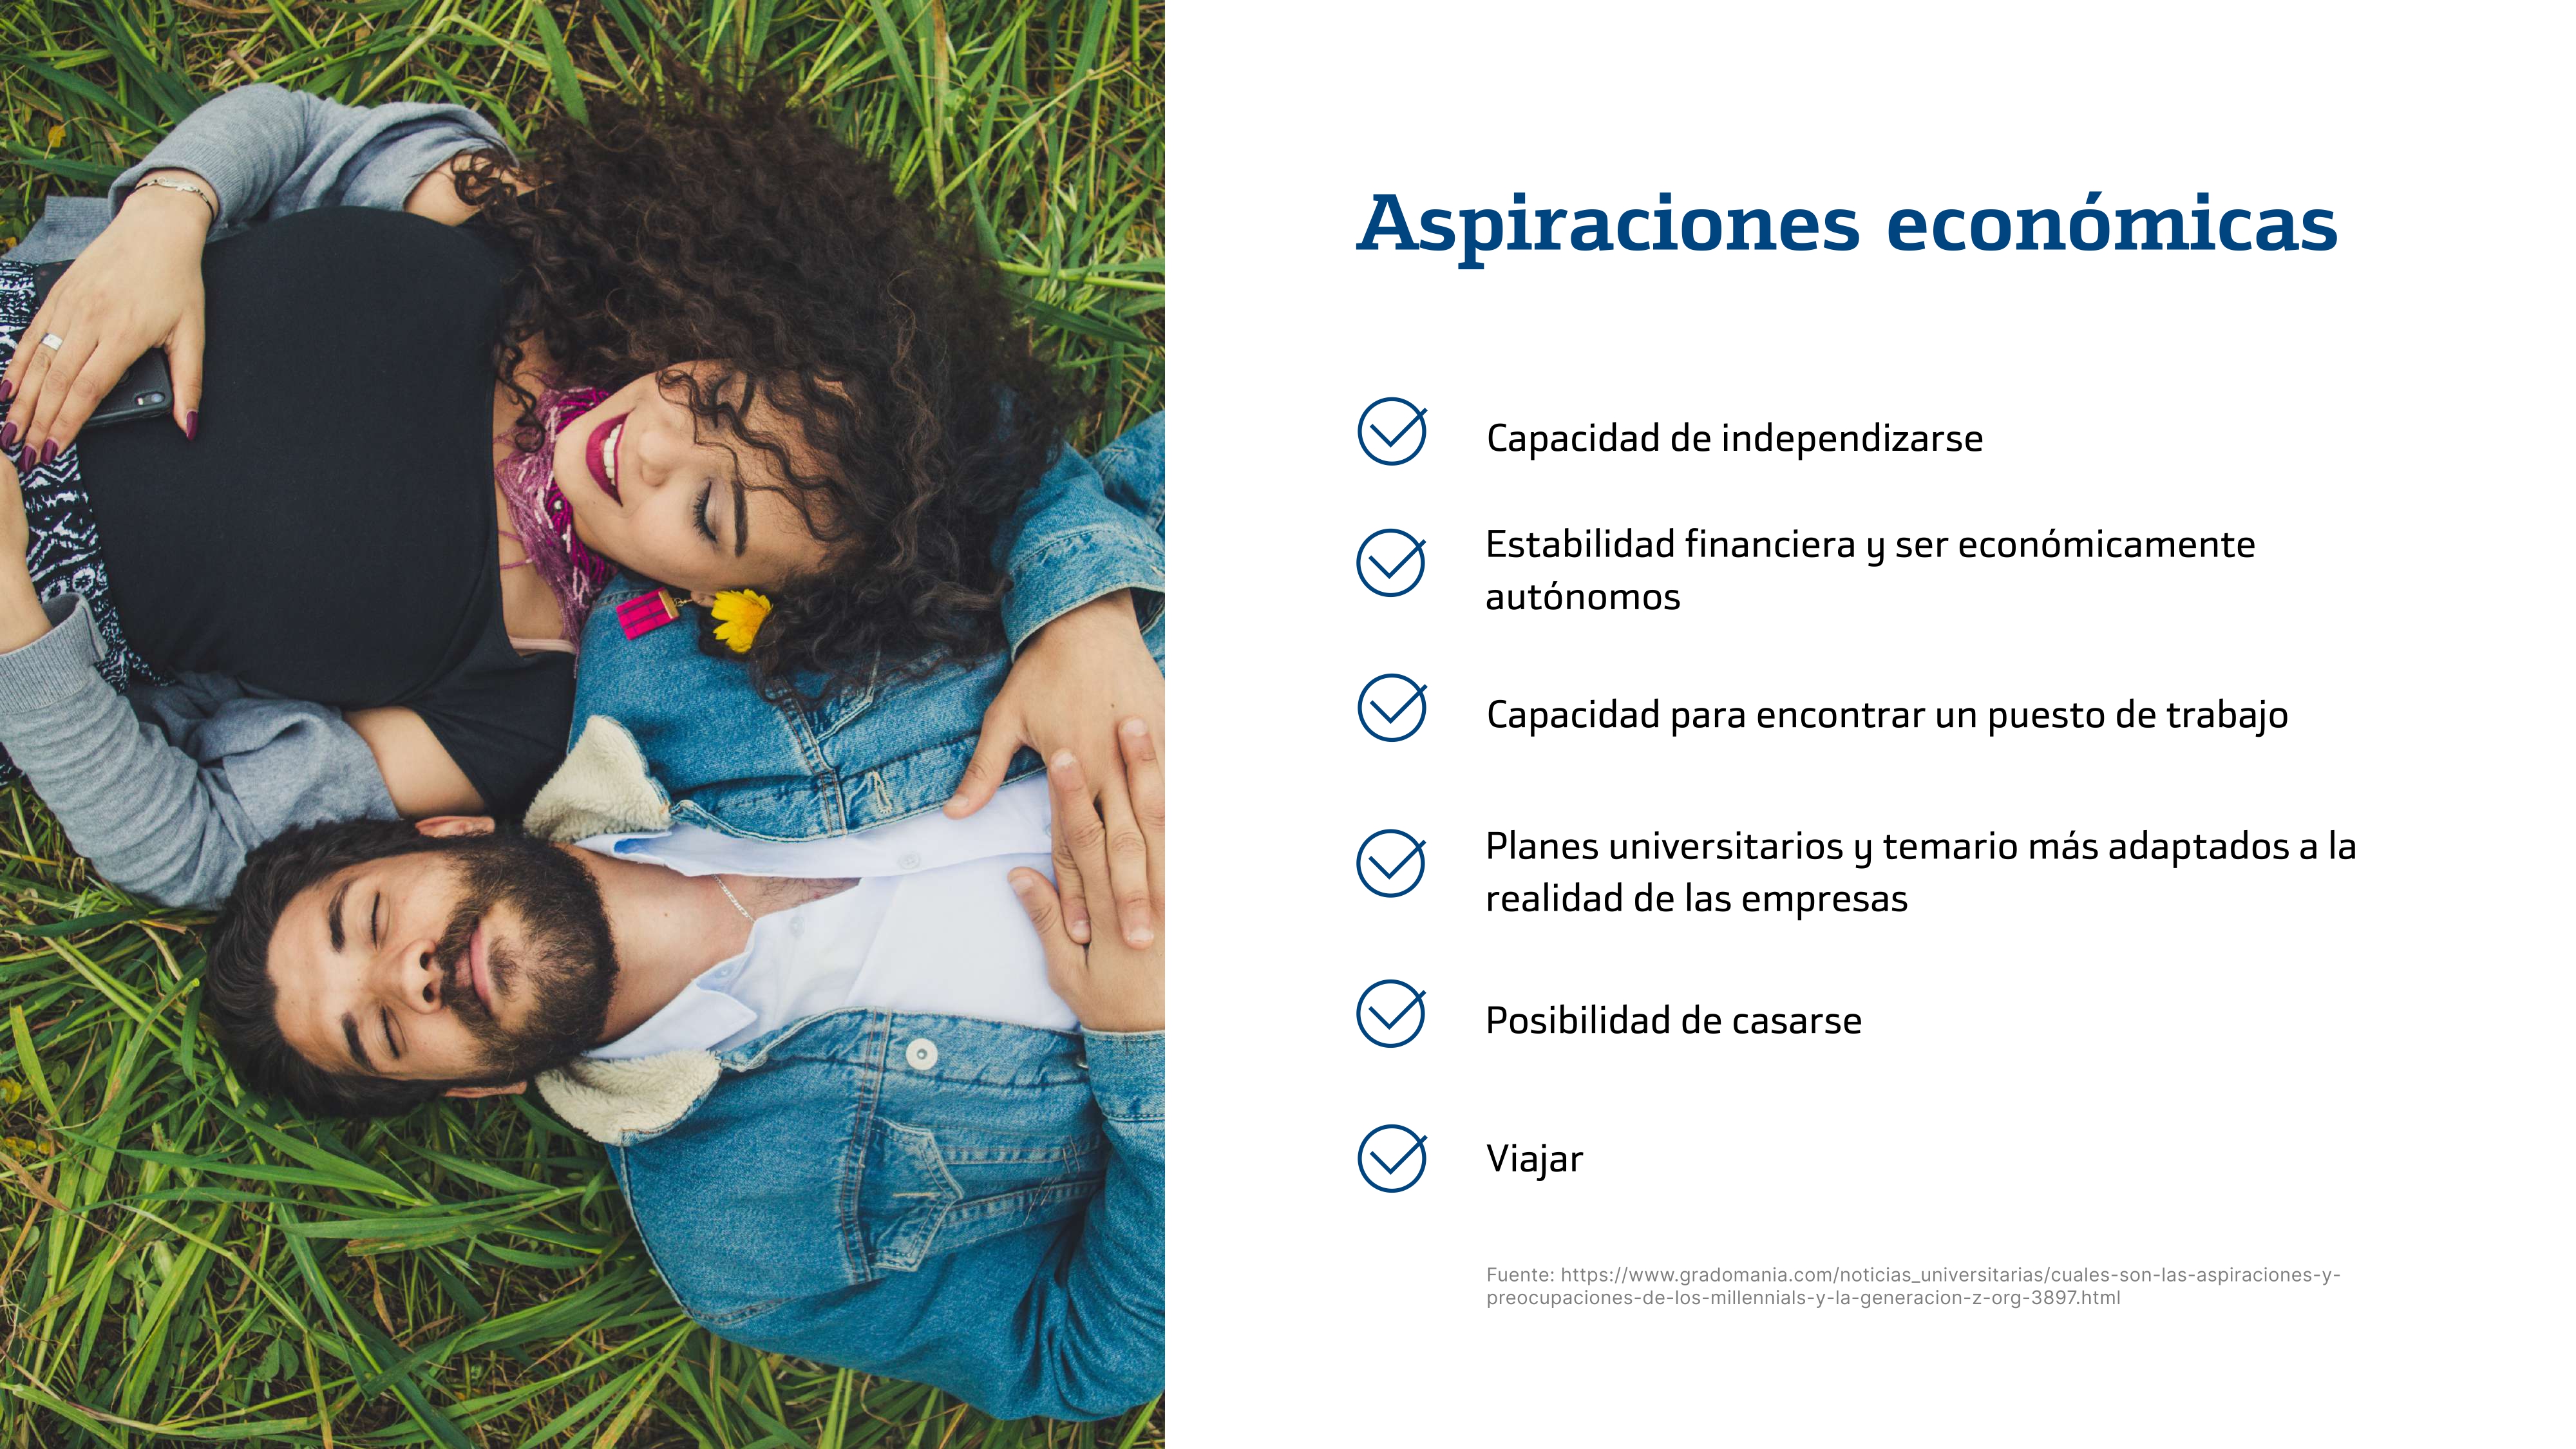 Aspiraciones económicas
Capacidad de independizarse
Estabilidad financiera y ser económicamente
autónomos
Capacidad para encontrar un puesto de trabajo
Planes universitarios y temario más adaptados a la
realidad de las empresas
Posibilidad de casarse
Viajar
Fuente: https://www.gradomania.com/noticias_universitarias/cuales-son-las-aspiraciones-y-
preocupaciones-de-los-millennials-y-la-generacion-z-org-3897.html